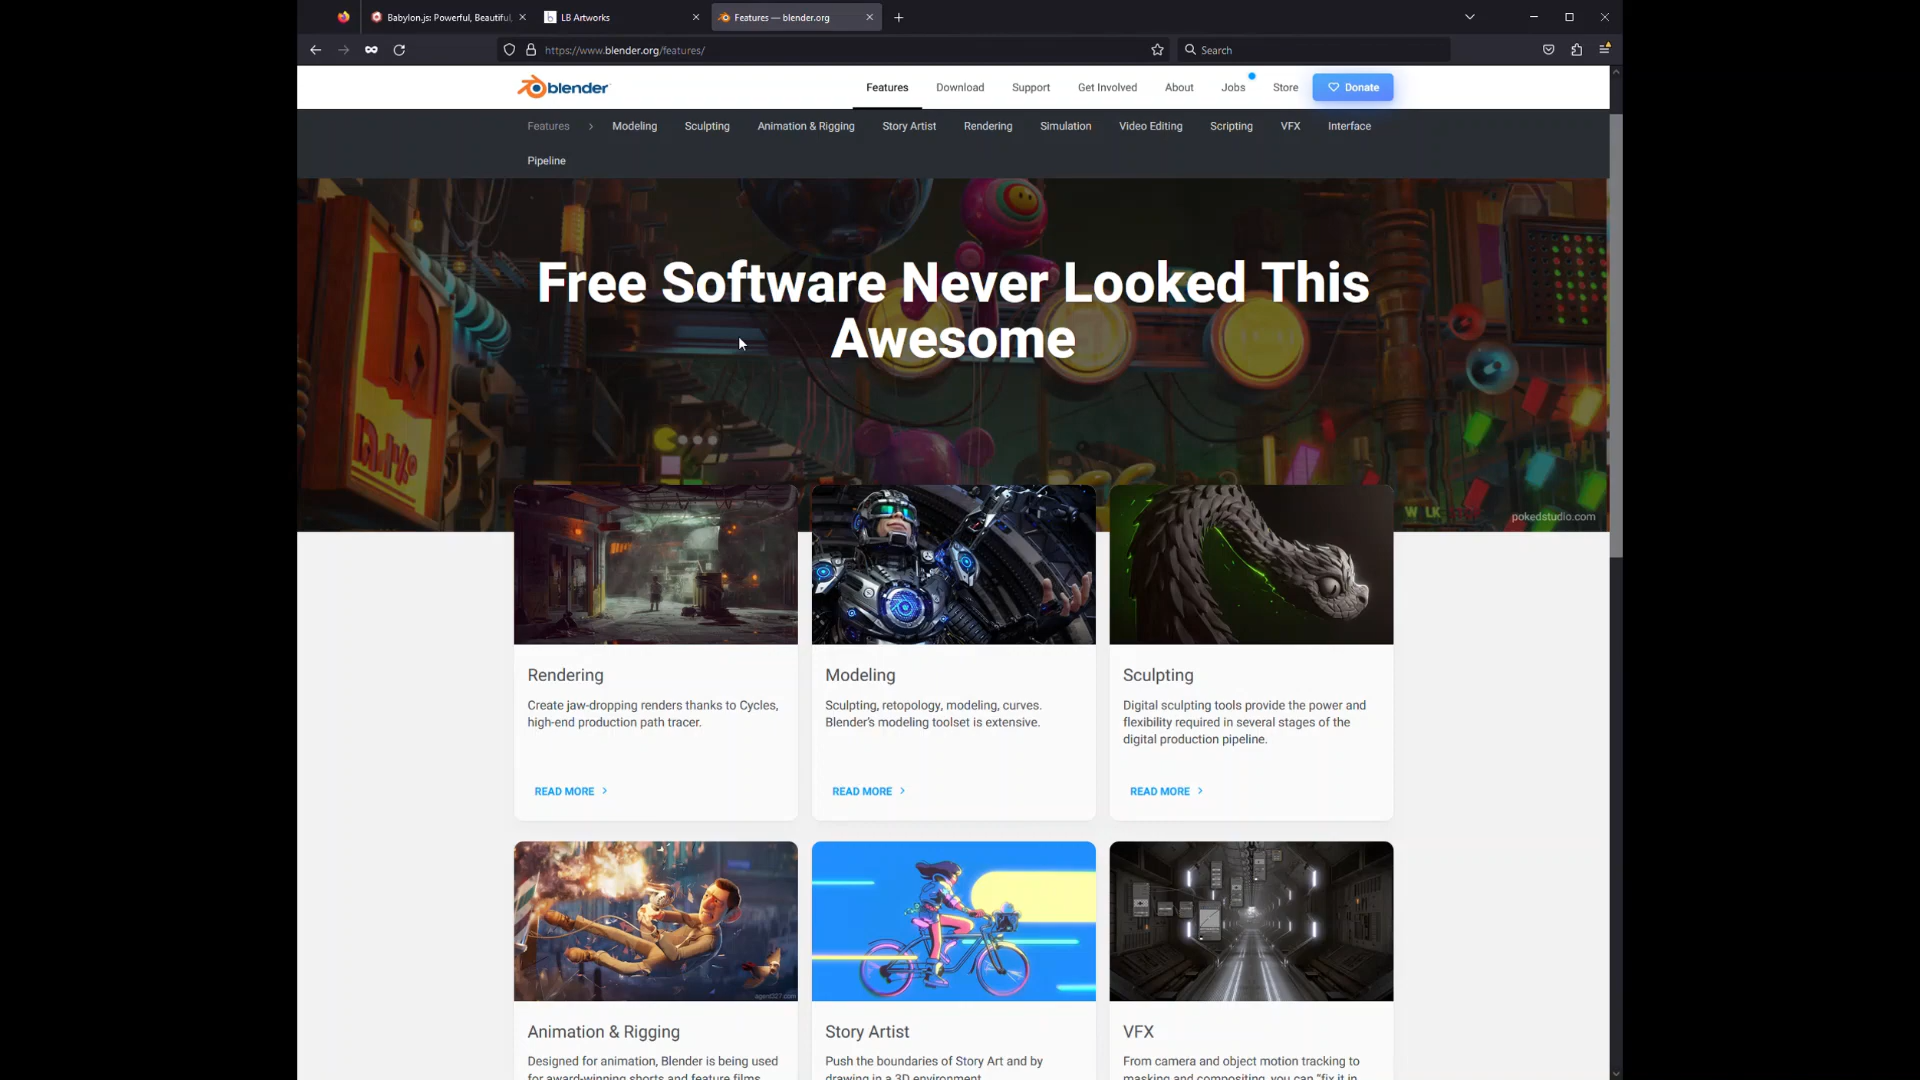 Babylon.js: Powerful, Beautiful,
LB Artworks
Features — blender.org
https://www.blender.org/features/
Search
blender
Features
Download
Support
Get Involved
About
Jobs
Store
Donate
Features
Modeling
Sculpting
Animation & Rigging
Story Artist
Rendering
Simulation
Video Editing
Scripting
VFX
Interface
Pipeline
Free Software Never Looked This
Awesome
pokedstudio.com
Rendering
Create jaw-dropping renders thanks to Cycles,
high-end production path tracer.
READ MORE
Modeling
Sculpting, retopology, modeling, curves.
Blender's modeling toolset is extensive.
READ MORE
Sculpting
Digital sculpting tools provide the power and
flexibility required in several stages of the
digital production pipeline.
READ MORE
agent327.com
Animation & Rigging
Designed for animation, Blender is being used
for award-winning shorts and feature films
Story Artist
Push the boundaries of Story Art and by
drawing in a 3D environment
VFX
From camera and object motion tracking to
masking and compositing, you can "fix it in